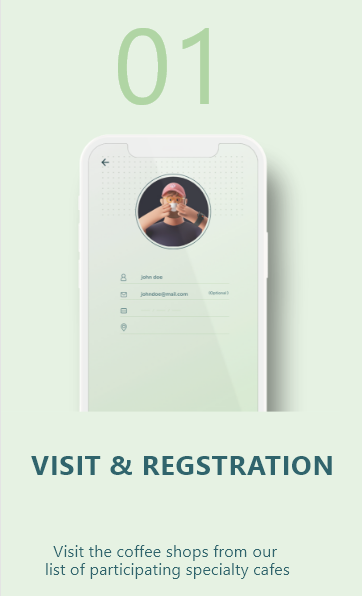 01
john doe
johndoe@mail.com (Optional)
VISIT & REGSTRATION
Visit the coffee shops from our
list of participating specialty cafes